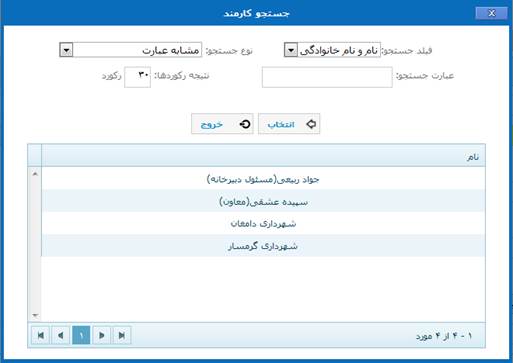 جستجو کارمند
X
فیلد جستجو: نام و نام خانوادگی نوع جستجو: مشابه عبارت
عبارت جستجو: نتیجه رکوردها: ۳۰ رکورد
انتخاب خروج
نام
جواد ربیعی(مسئول دبیرخانه)
سپیده عشقی(معاون)
شهرداری دامغان
شهرداری گرمسار
۱ - ۴ از ۴ مورد
۱